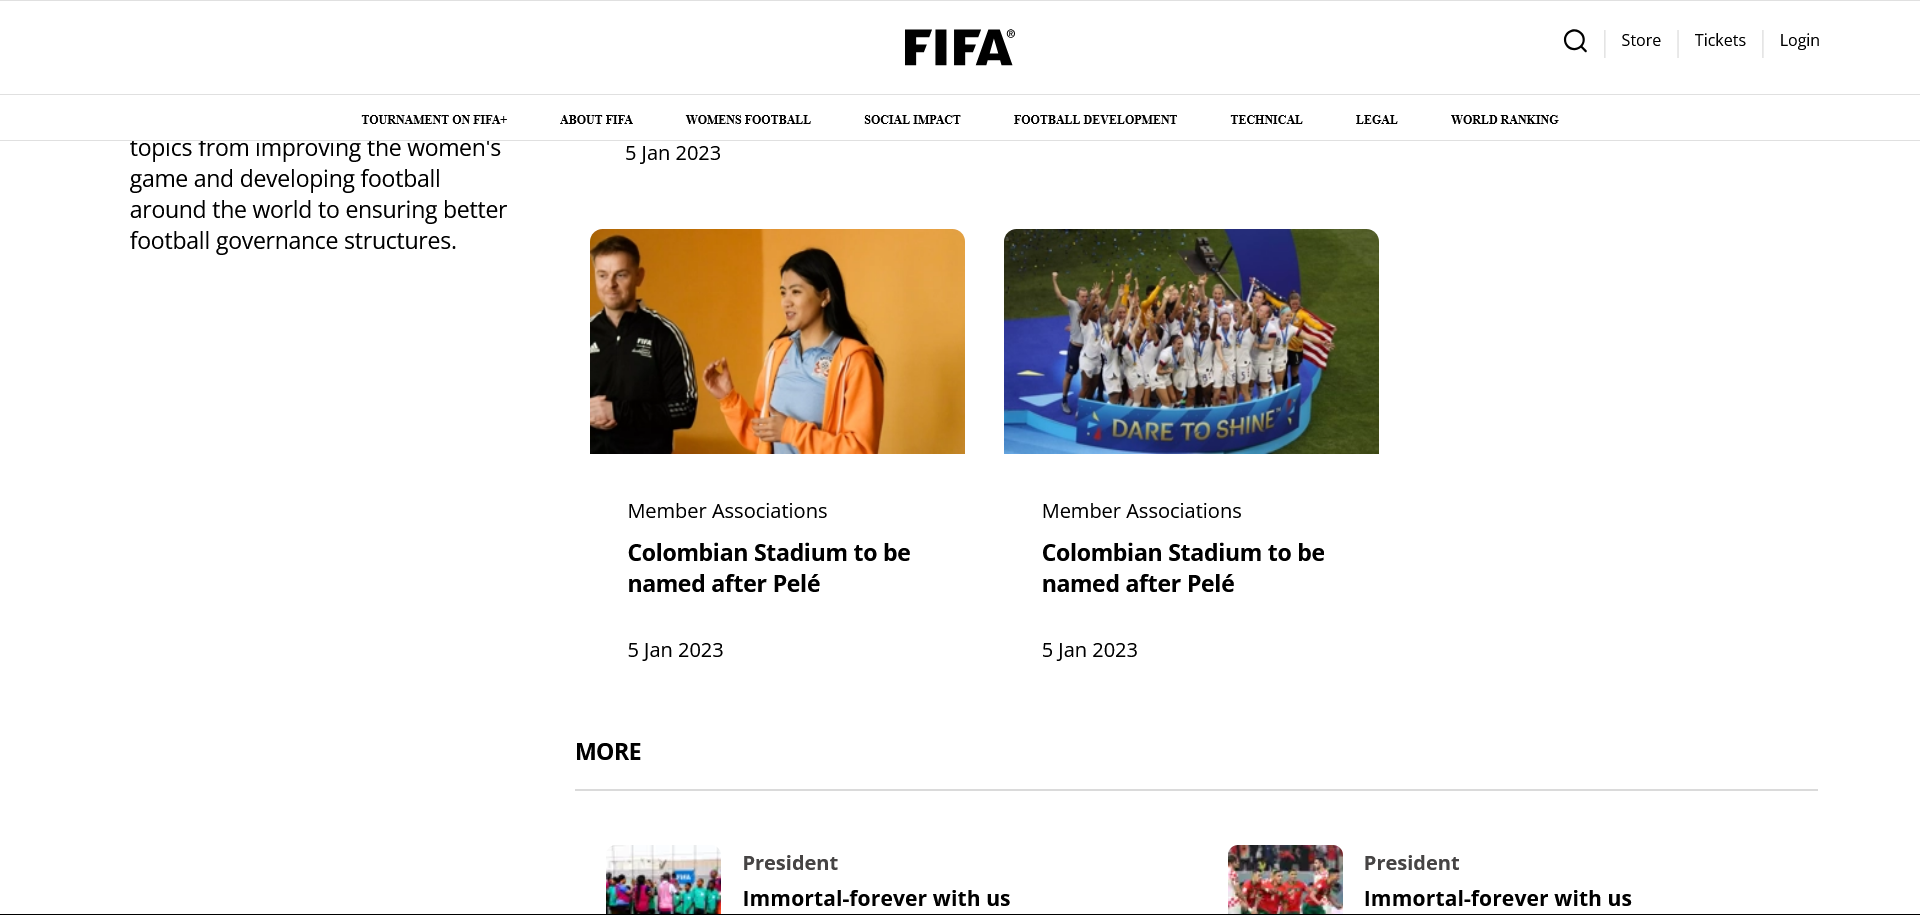 FIFA®
Store
Tickets
Login
TOURNAMENT ON FIFA+
ABOUT FIFA
WOMENS FOOTBALL
SOCIAL IMPACT
FOOTBALL DEVELOPMENT
TECHNICAL
LEGAL
WORLD RANKING
topics from improving the women's
game and developing football
around the world to ensuring better
football governance structures.
5 Jan 2023
FIFA
DARE TO SHINE™
Member Associations
Colombian Stadium to be
named after Pelé
5 Jan 2023
Member Associations
Colombian Stadium to be
named after Pelé
5 Jan 2023
MORE
FIFA
President
Immortal-forever with us
President
Immortal-forever with us